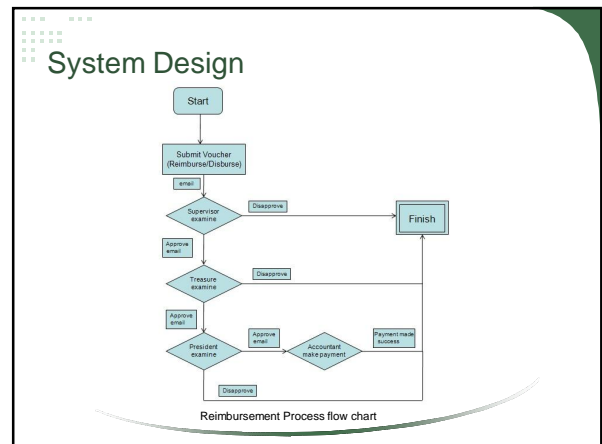 System Design
Start
Submit Voucher
(Reimburse/Disburse)
email
Supervisor
examine
Disapprove
Finish
Approve
email
Treasure
examine
Disapprove
Approve
email
President
examine
Approve
email
Accountant
make payment
Payment made
success
Disapprove
Reimbursement Process flow chart